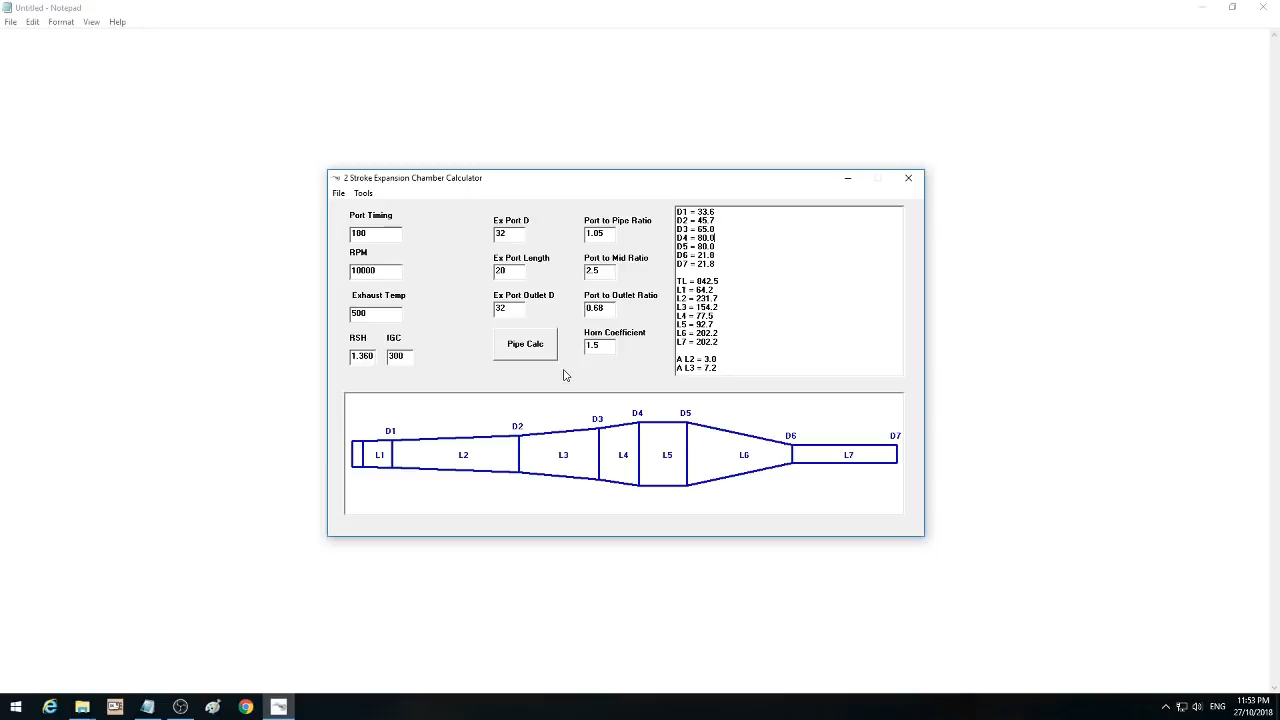 Untitled - Notepad
File Edit Format View Help
2 Stroke Expansion Chamber Calculator
File Tools
Port Timing
100
RPM
10000
Exhaust Temp
500
RSH IGC
1.360 300
Ex Port D
32
Ex Port Length
20
Ex Port Outlet D
32
Pipe Calc
Port to Pipe Ratio
1.05
Port to Mid Ratio
2.5
Port to Outlet Ratio
0.68
Horn Coefficient
1.5
D1 = 33.6
D2 = 45.7
D3 = 65.0
D4 = 80.0
D5 = 80.0
D6 = 21.8
D7 = 21.8
TL = 842.5
L1 = 64.2
L2 = 231.7
L3 = 154.2
L4 = 77.5
L5 = 92.7
L6 = 202.2
L7 = 202.2
A L2 = 3.0
A L3 = 7.2
D1 D2 D3 D4 D5 D6 D7
L1 L2 L3 L4 L5 L6 L7
ENG
11:53 PM
27/10/2018